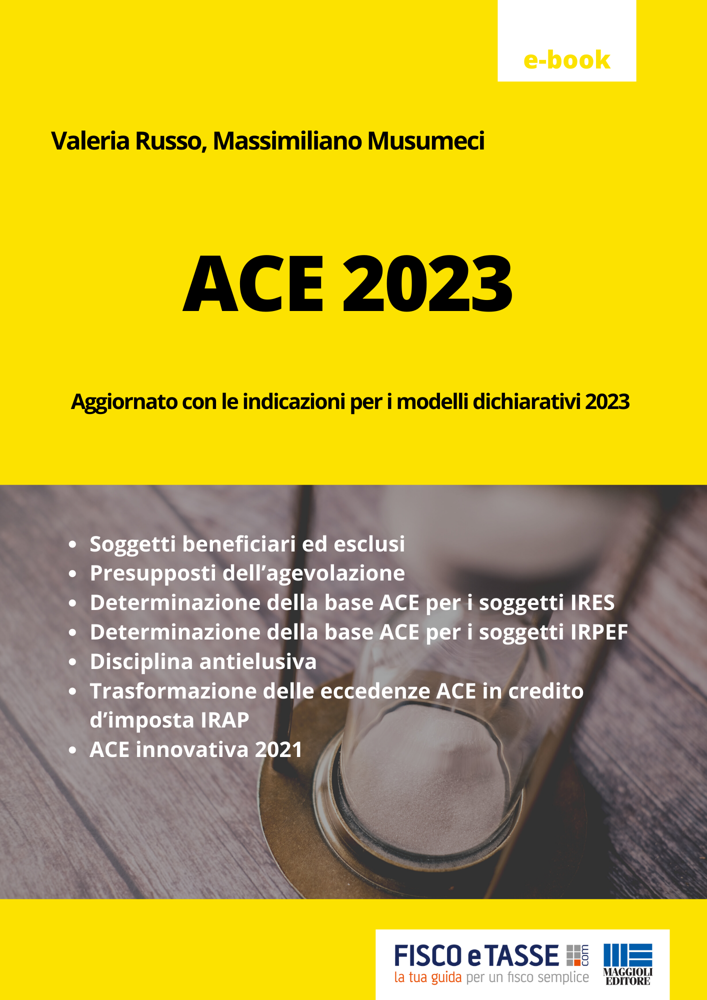 e-book
Valeria Russo, Massimiliano Musumeci
ACE 2023
Aggiornato con le indicazioni per i modelli dichiarativi 2023
• Soggetti beneficiari ed esclusi
• Presupposti dell’agevolazione
• Determinazione della base ACE per i soggetti IRES
• Determinazione della base ACE per i soggetti IRPEF
• Disciplina antielusiva
• Trasformazione delle eccedenze ACE in credito
d’imposta IRAP
• ACE innovativa 2021
FISCO e TASSE .com
la tua guida per un fisco semplice
MAGGIOLI
EDITORE